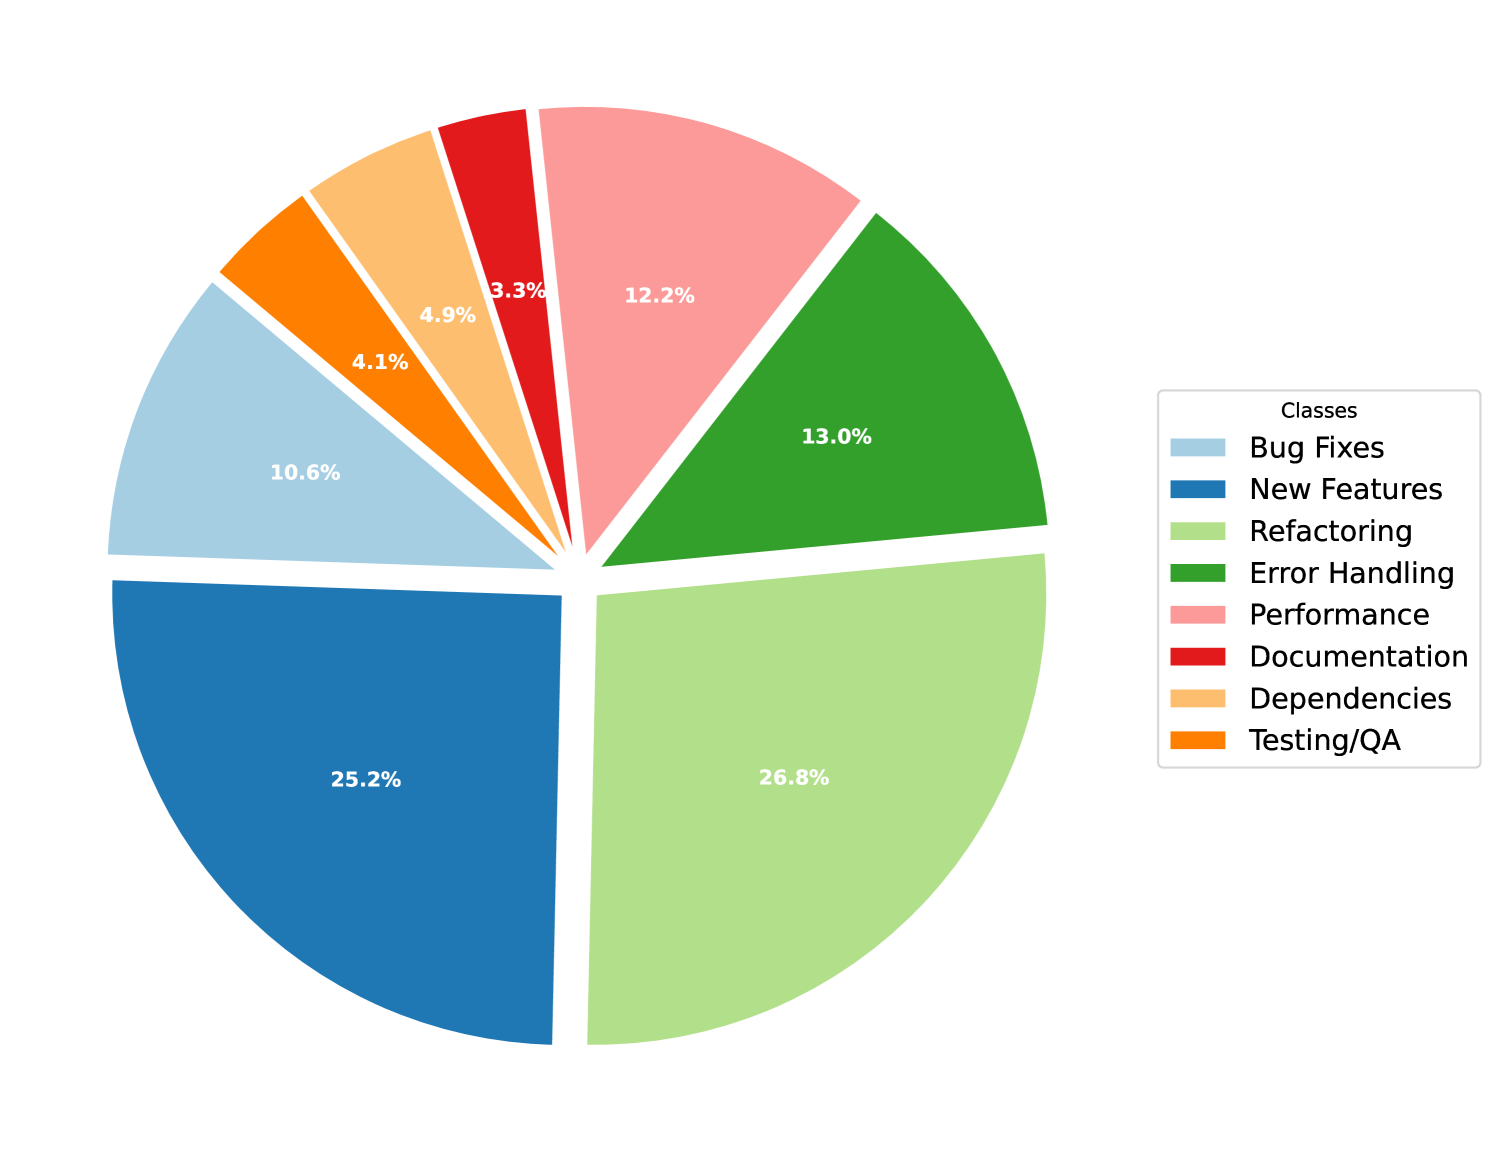 3.3%
12.2%
4.9%
4.1%
13.0%
10.6%
25.2%
26.8%
Classes
Bug Fixes
New Features
Refactoring
Error Handling
Performance
Documentation
Dependencies
Testing/QA